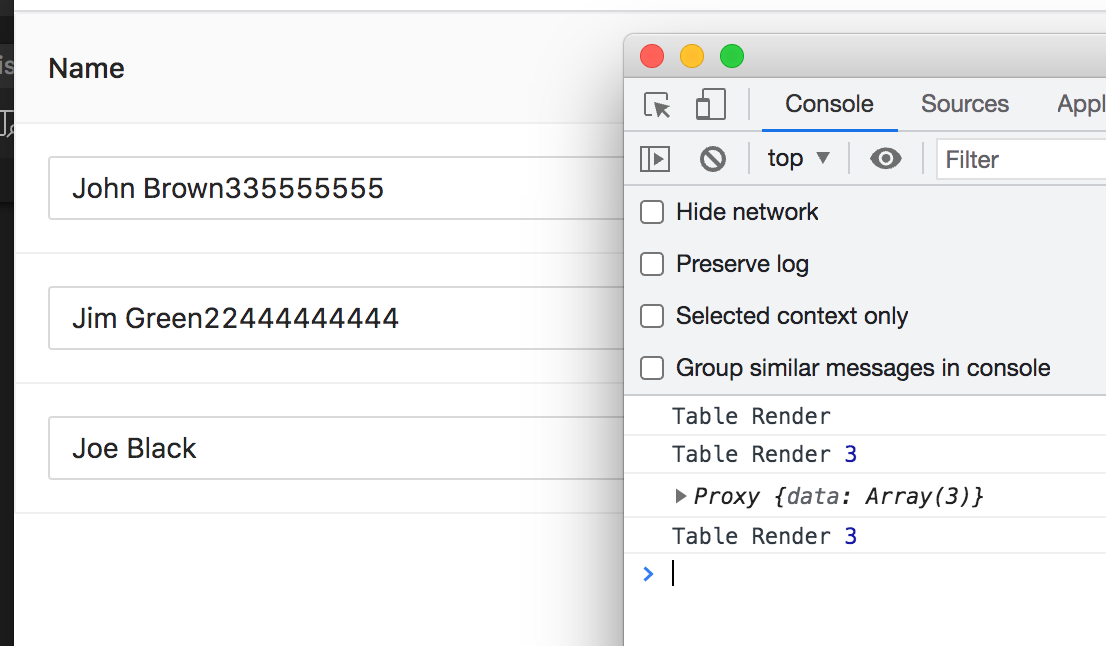 Name
John Brown335555555
Jim Green22444444444
Joe Black
Console Sources Appl
top Filter
Hide network
Preserve log
Selected context only
Group similar messages in console
Table Render
Table Render 3
Proxy {data: Array(3)}
Table Render 3